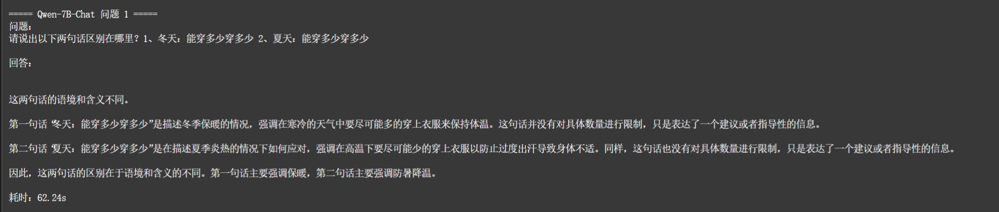 ===== Qwen-7B-Chat 问题 1 =====
问题：
请说出以下两句话区别在哪里？1、冬天：能穿多少穿多少 2、夏天：能穿多少穿多少
回答：
这两句话的语境和含义不同。
第一句话“冬天：能穿多少穿多少”是描述冬季保暖的情况，强调在寒冷的天气中要尽可能多的穿上衣服来保持体温。这句话并没有对具体数量进行限制，只是表达了一个建议或者指导性的信息。
第二句话“夏天：能穿多少穿多少”是在描述夏季炎热的情况下如何应对，强调在高温下要尽可能少的穿上衣服以防止过度出汗导致身体不适。同样，这句话也没有对具体数量进行限制，只是表达了一个建议或者指导性的信息。
因此，这两句话的区别在于语境和含义的不同。第一句话主要强调保暖，第二句话主要强调防暑降温。
耗时：62.24s